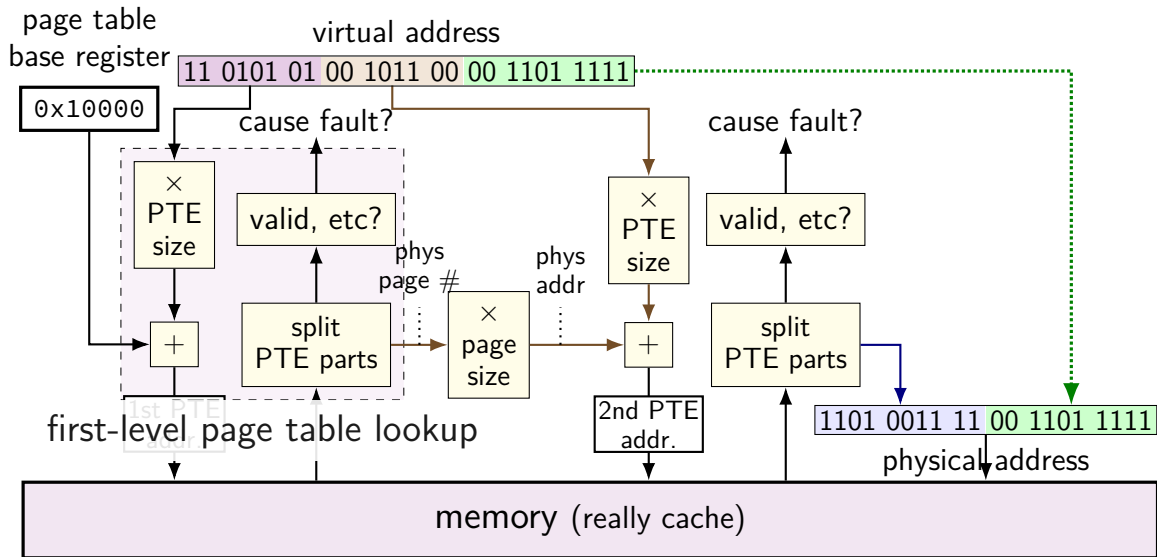 page table
base register
virtual address
11 0101 01 00 1011 00 00 1101 1111
0x10000
cause fault?
cause fault?
×
PTE
size
valid, etc?
×
PTE
size
valid, etc?
phys
page #
phys
addr
+
split
PTE parts
×
page
size
+
split
PTE parts
1st PTE
addr.
first-level page table lookup
2nd PTE
addr.
1101 0011 11 00 1101 1111
physical address
memory (really cache)